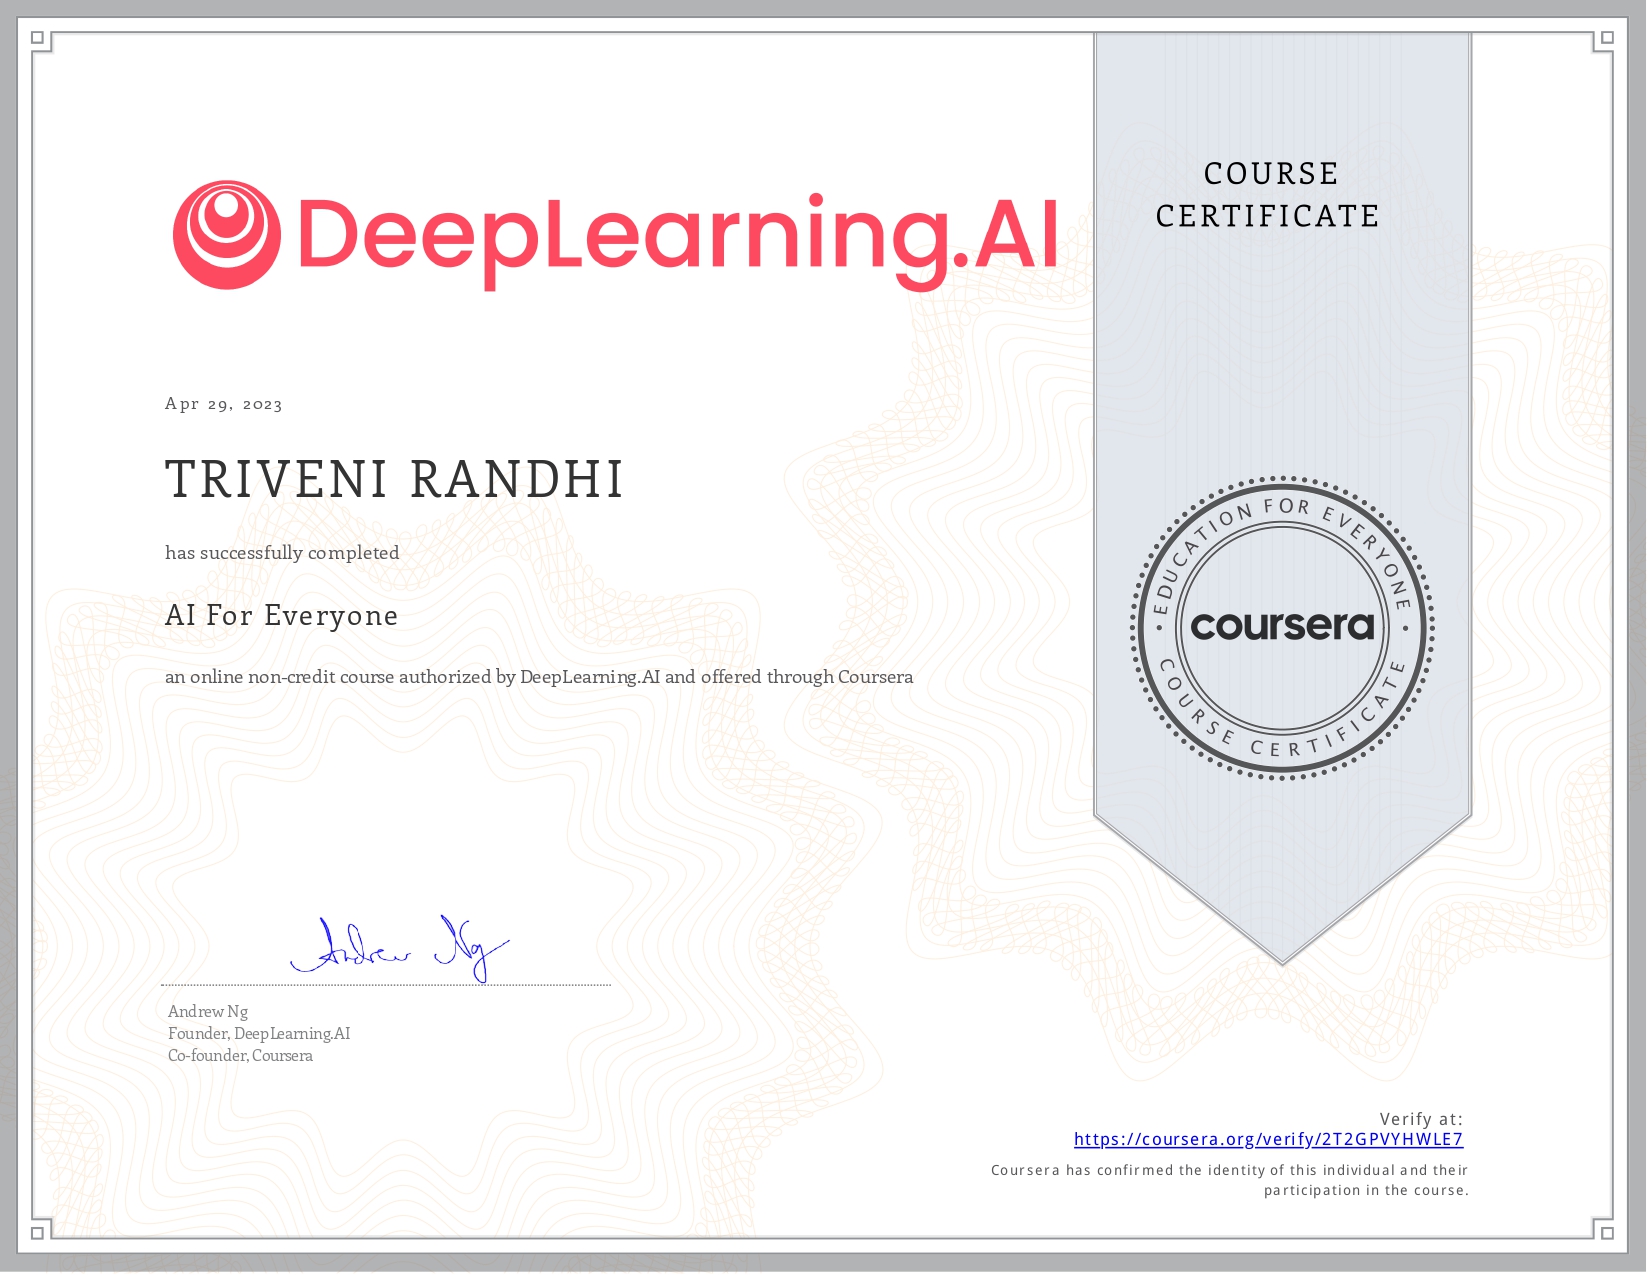 DeepLearning.AI
COURSE
CERTIFICATE
Apr 29, 2023
TRIVENI RANDHI
has successfully completed
AI For Everyone
an online non-credit course authorized by DeepLearning.AI and offered through Coursera
EDUCATION FOR EVERYONE
coursera
COURSE CERTIFICATE
Andrew Ng
Andrew Ng
Founder, DeepLearning.AI
Co-founder, Coursera
Verify at:
https://coursera.org/verify/2T2GPVYHWLE7
Coursera has confirmed the identity of this individual and their
participation in the course.